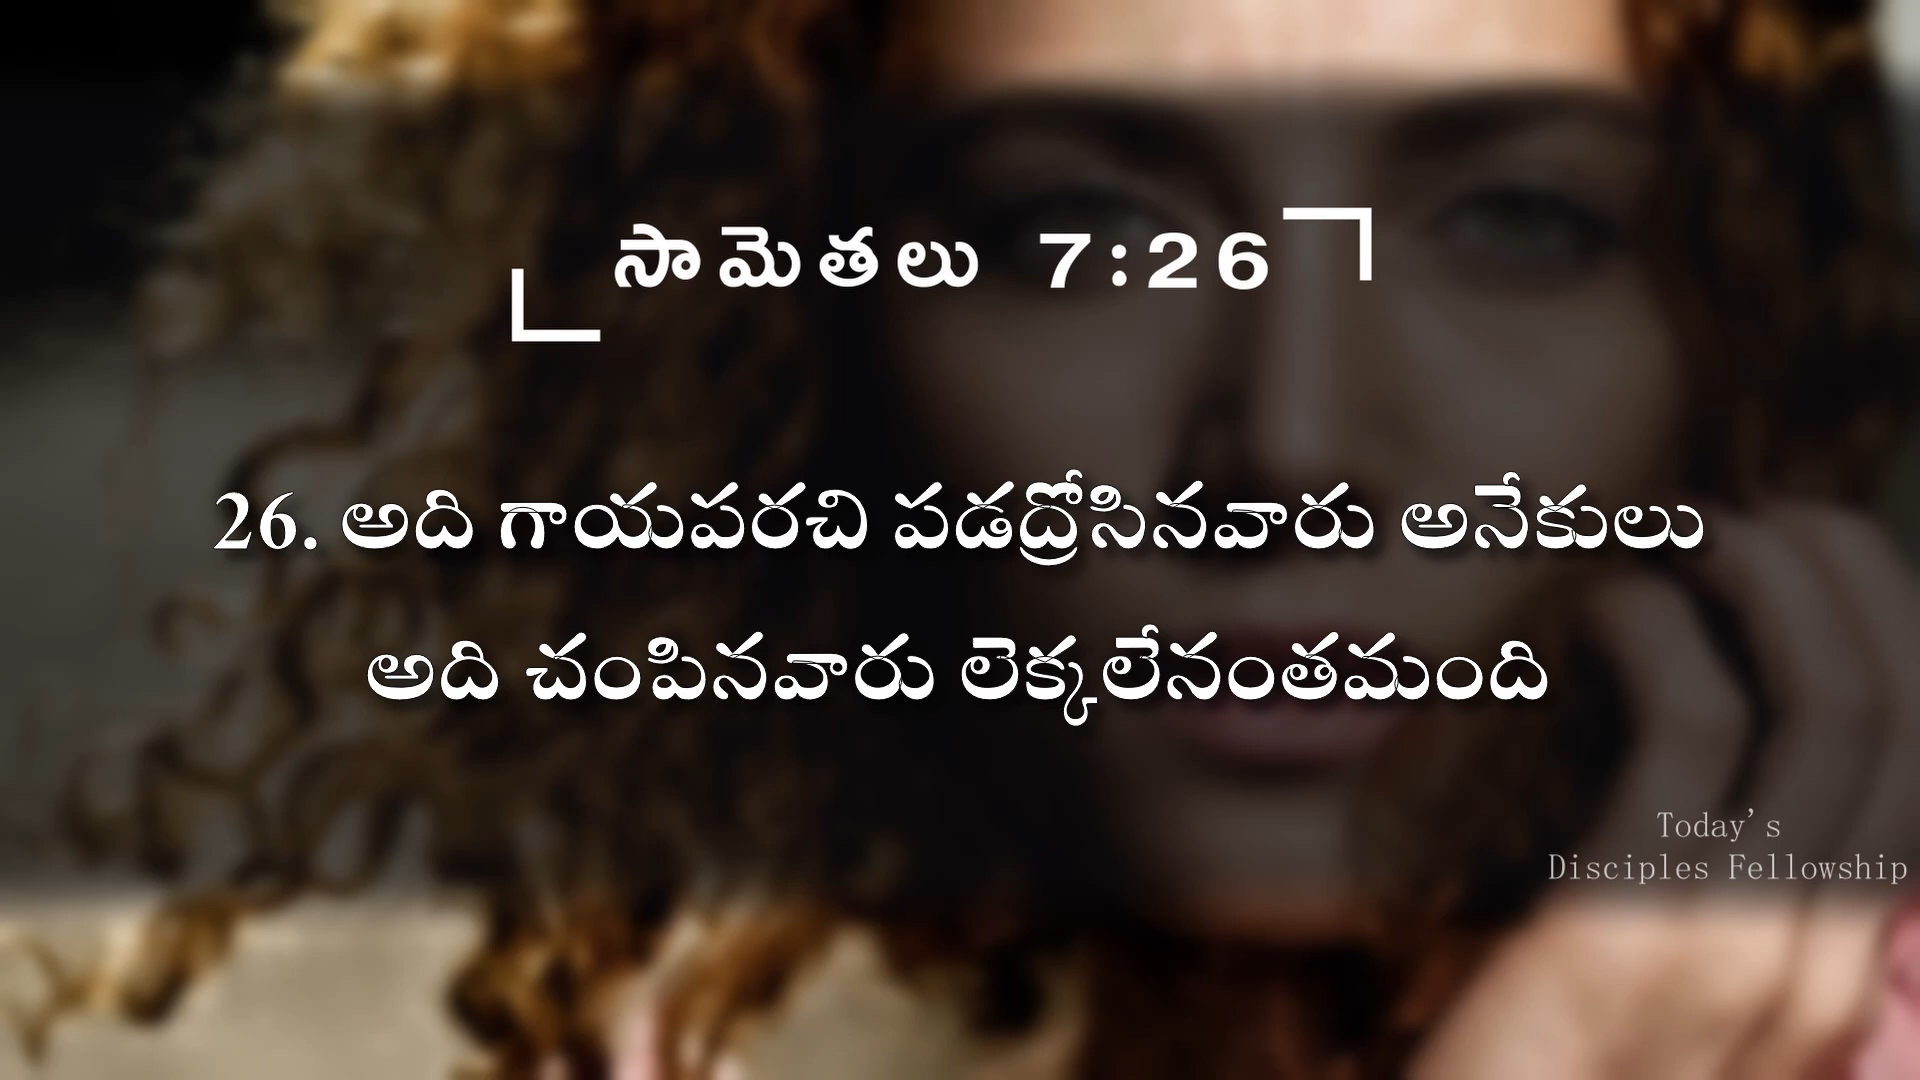 సామెతలు 7:26
26. అది గాయపరచి పడద్రోసినవారు అనేకులు
అది చంపినవారు లెక్కలేనంతమంది
Today's
Disciples Fellowship